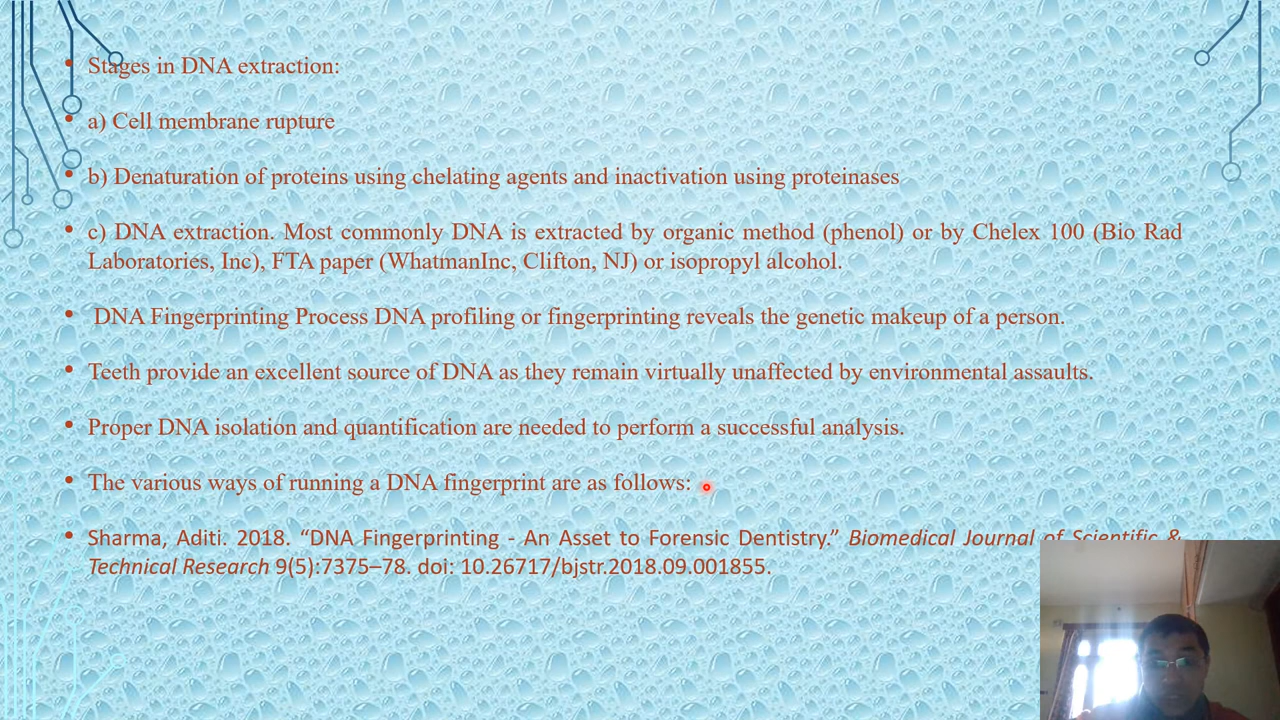 • Stages in DNA extraction:
• a) Cell membrane rupture
• b) Denaturation of proteins using chelating agents and inactivation using proteinases
• c) DNA extraction. Most commonly DNA is extracted by organic method (phenol) or by Chelex 100 (Bio Rad
Laboratories, Inc), FTA paper (WhatmanInc, Clifton, NJ) or isopropyl alcohol.
• DNA Fingerprinting Process DNA profiling or fingerprinting reveals the genetic makeup of a person.
• Teeth provide an excellent source of DNA as they remain virtually unaffected by environmental assaults.
• Proper DNA isolation and quantification are needed to perform a successful analysis.
• The various ways of running a DNA fingerprint are as follows:
• Sharma, Aditi. 2018. “DNA Fingerprinting - An Asset to Forensic Dentistry.” Biomedical Journal of Scientific &
Technical Research 9(5):7375–78. doi: 10.26717/bjstr.2018.09.001855.